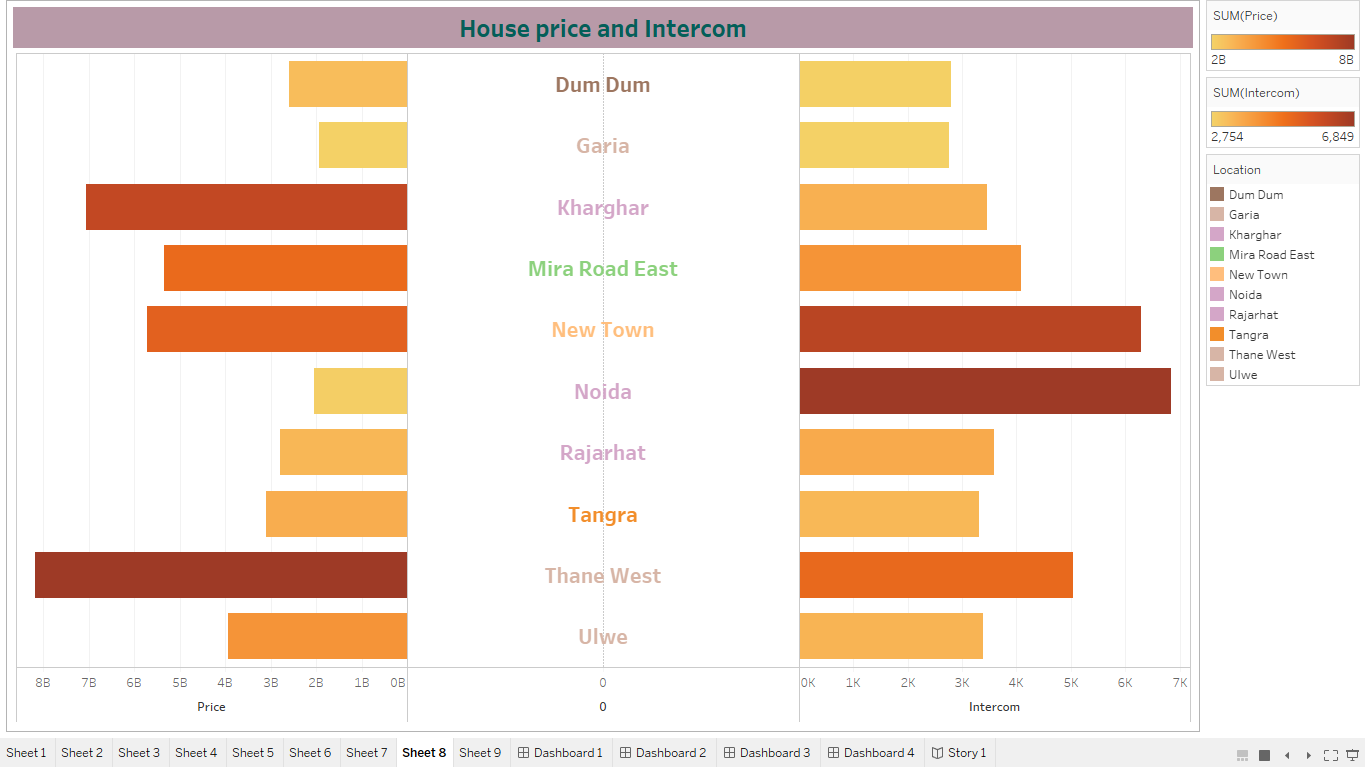 House price and Intercom
Dum Dum
Garia
Kharghar
Mira Road East
New Town
Noida
Rajarhat
Tangra
Thane West
Ulwe
8B 7B 6B 5B 4B 3B 2B 1B 0B
Price
0
0
0K 1K 2K 3K 4K 5K 6K 7K
Intercom
SUM(Price)
2B 8B
SUM(Intercom)
2,754 6,849
Location
Dum Dum
Garia
Kharghar
Mira Road East
New Town
Noida
Rajarhat
Tangra
Thane West
Ulwe
Sheet 1 Sheet 2 Sheet 3 Sheet 4 Sheet 5 Sheet 6 Sheet 7 Sheet 8 Sheet 9 Dashboard 1 Dashboard 2 Dashboard 3 Dashboard 4 Story 1